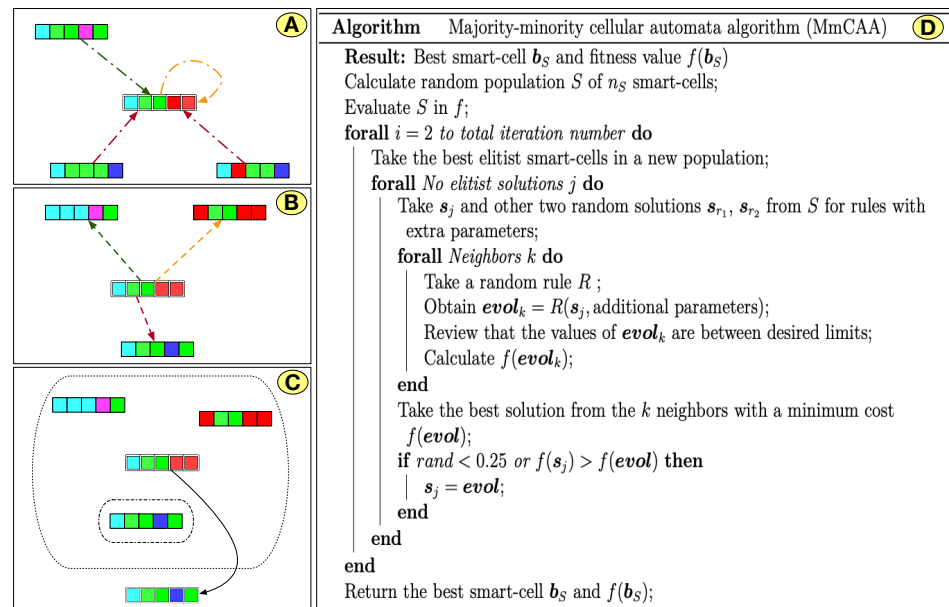 A
B
C
Algorithm Majority-minority cellular automata algorithm (MmCAA) D
Result: Best smart-cell b_S and fitness value f(b_S)
Calculate random population S of n_S smart-cells;
Evaluate S in f;
forall i = 2 to total iteration number do
Take the best elitist smart-cells in a new population;
forall No elitist solutions j do
Take s_j and other two random solutions s_{r_1}, s_{r_2} from S for rules with
extra parameters;
forall Neighbors k do
Take a random rule R ;
Obtain evol_k = R(s_j, additional parameters);
Review that the values of evol_k are between desired limits;
Calculate f(evol_k);
end
Take the best solution from the k neighbors with a minimum cost
f(evol);
if rand < 0.25 or f(s_j) > f(evol) then
s_j = evol;
end
end
end
Return the best smart-cell b_S and f(b_S);